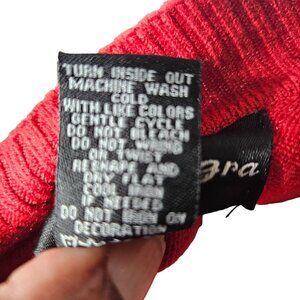 TURN INSIDE OUT
MACHINE WASH
COLD
WITH LIKE COLORS
GENTLE CYCLE
DO NOT BLEACH
DO NOT WRING
OR TWIST
RESHAPE AND
DRY FLAT
COOL IRON
IF NEEDED
DO NOT IRON ON
DECORATION
gra